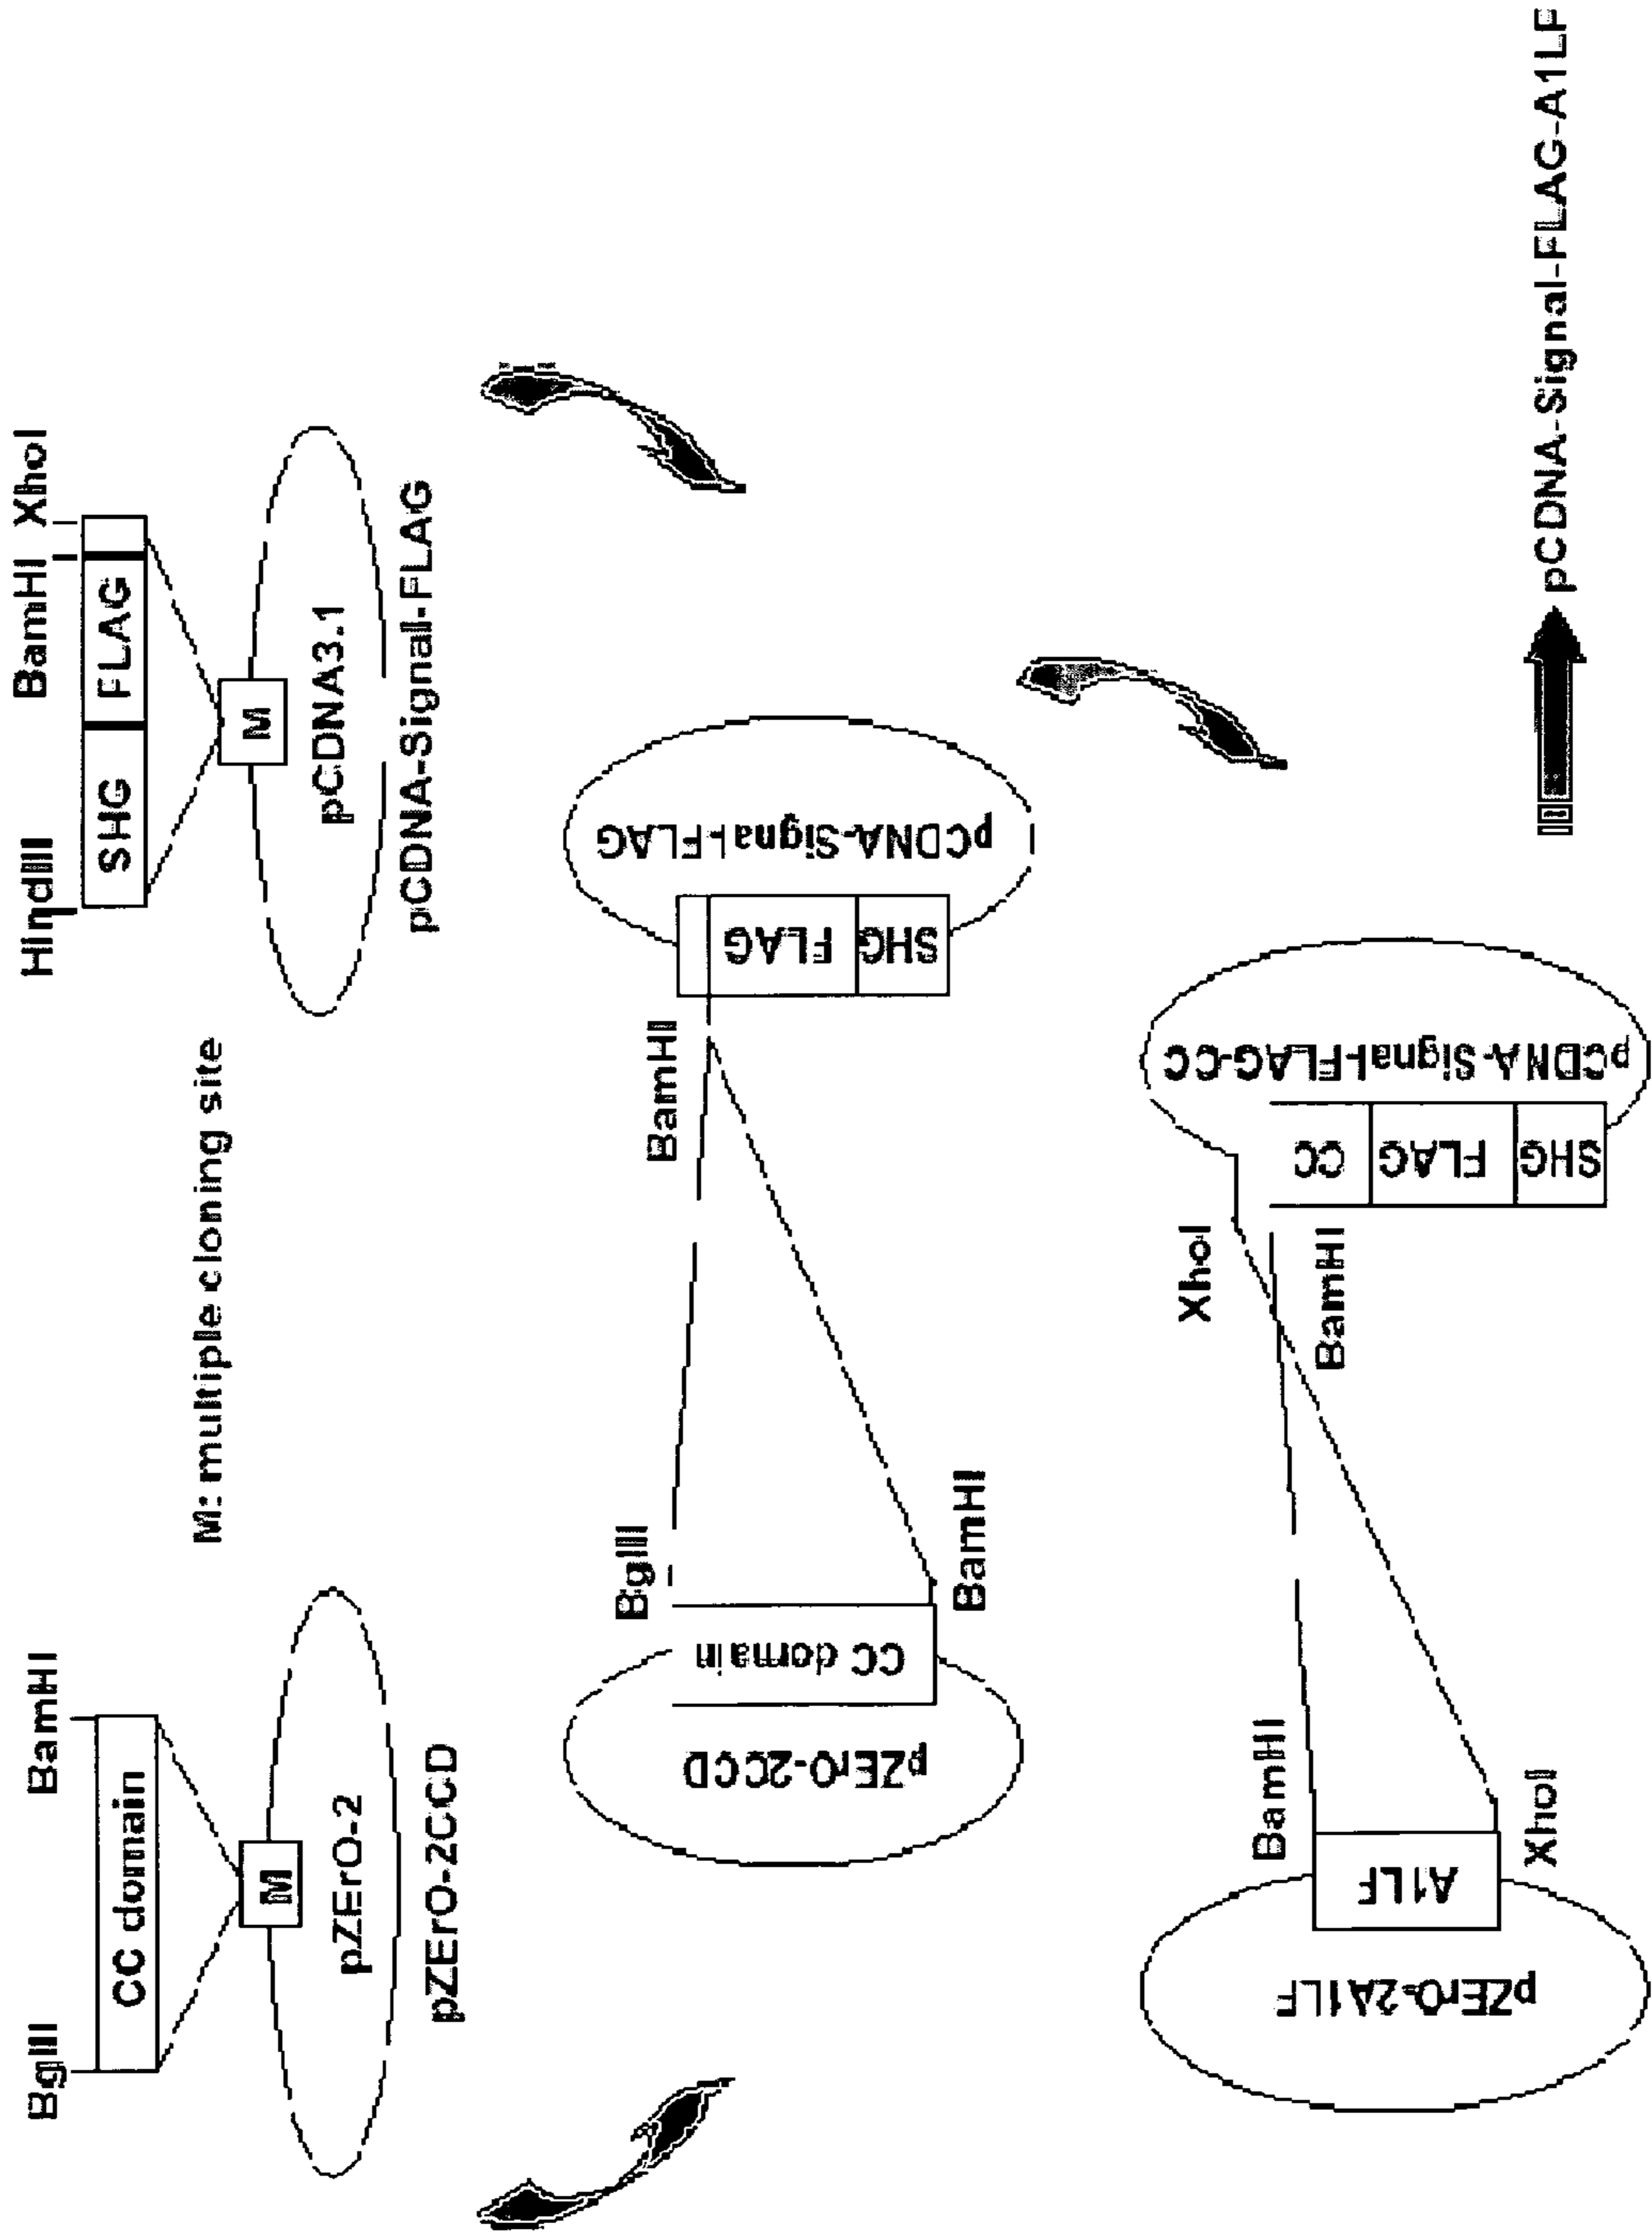 BglII
BamHI
CC domain
M
pZErO-2
pZErO-2CCD
M: multiple cloning site
HindIII
BamHI
XhoI
SHG
FLAG
M
pCDNA3.1
pCDNA-Signal-FLAG
pZErO-2CCD
CC domain
BglII
BamHI
BamHI
SHG
FLAG
pCDNA-Signal-FLAG
pZErO-2A1LF
A1LF
BamHI
XhoI
XhoI
BamHI
SHG
FLAG
CC
pCDNA-Signal-FLAG-CC
pCDNA-Signal-FLAG-A1LF